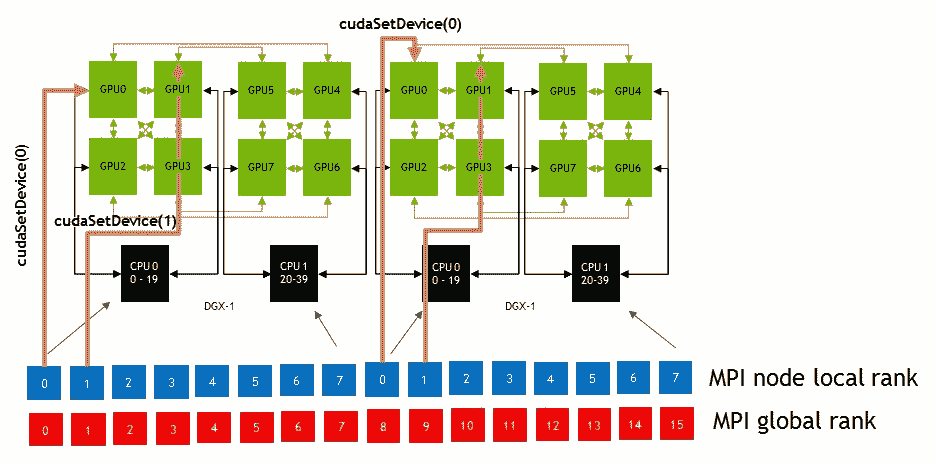 cudaSetDevice(0)
GPU0 GPU1 GPU5 GPU4 GPU0 GPU1 GPU5 GPU4
cudaSetDevice(0)
GPU2 GPU3 GPU7 GPU6 GPU2 GPU3 GPU7 GPU6
cudaSetDevice(1)
CPU 0 CPU 1 CPU 0 CPU 1
0 - 19 20-39 0 - 19 20-39
DGX-1 DGX-1
0 1 2 3 4 5 6 7 0 1 2 3 4 5 6 7 MPI node local rank
0 1 2 3 4 5 6 7 8 9 10 11 12 13 14 15 MPI global rank